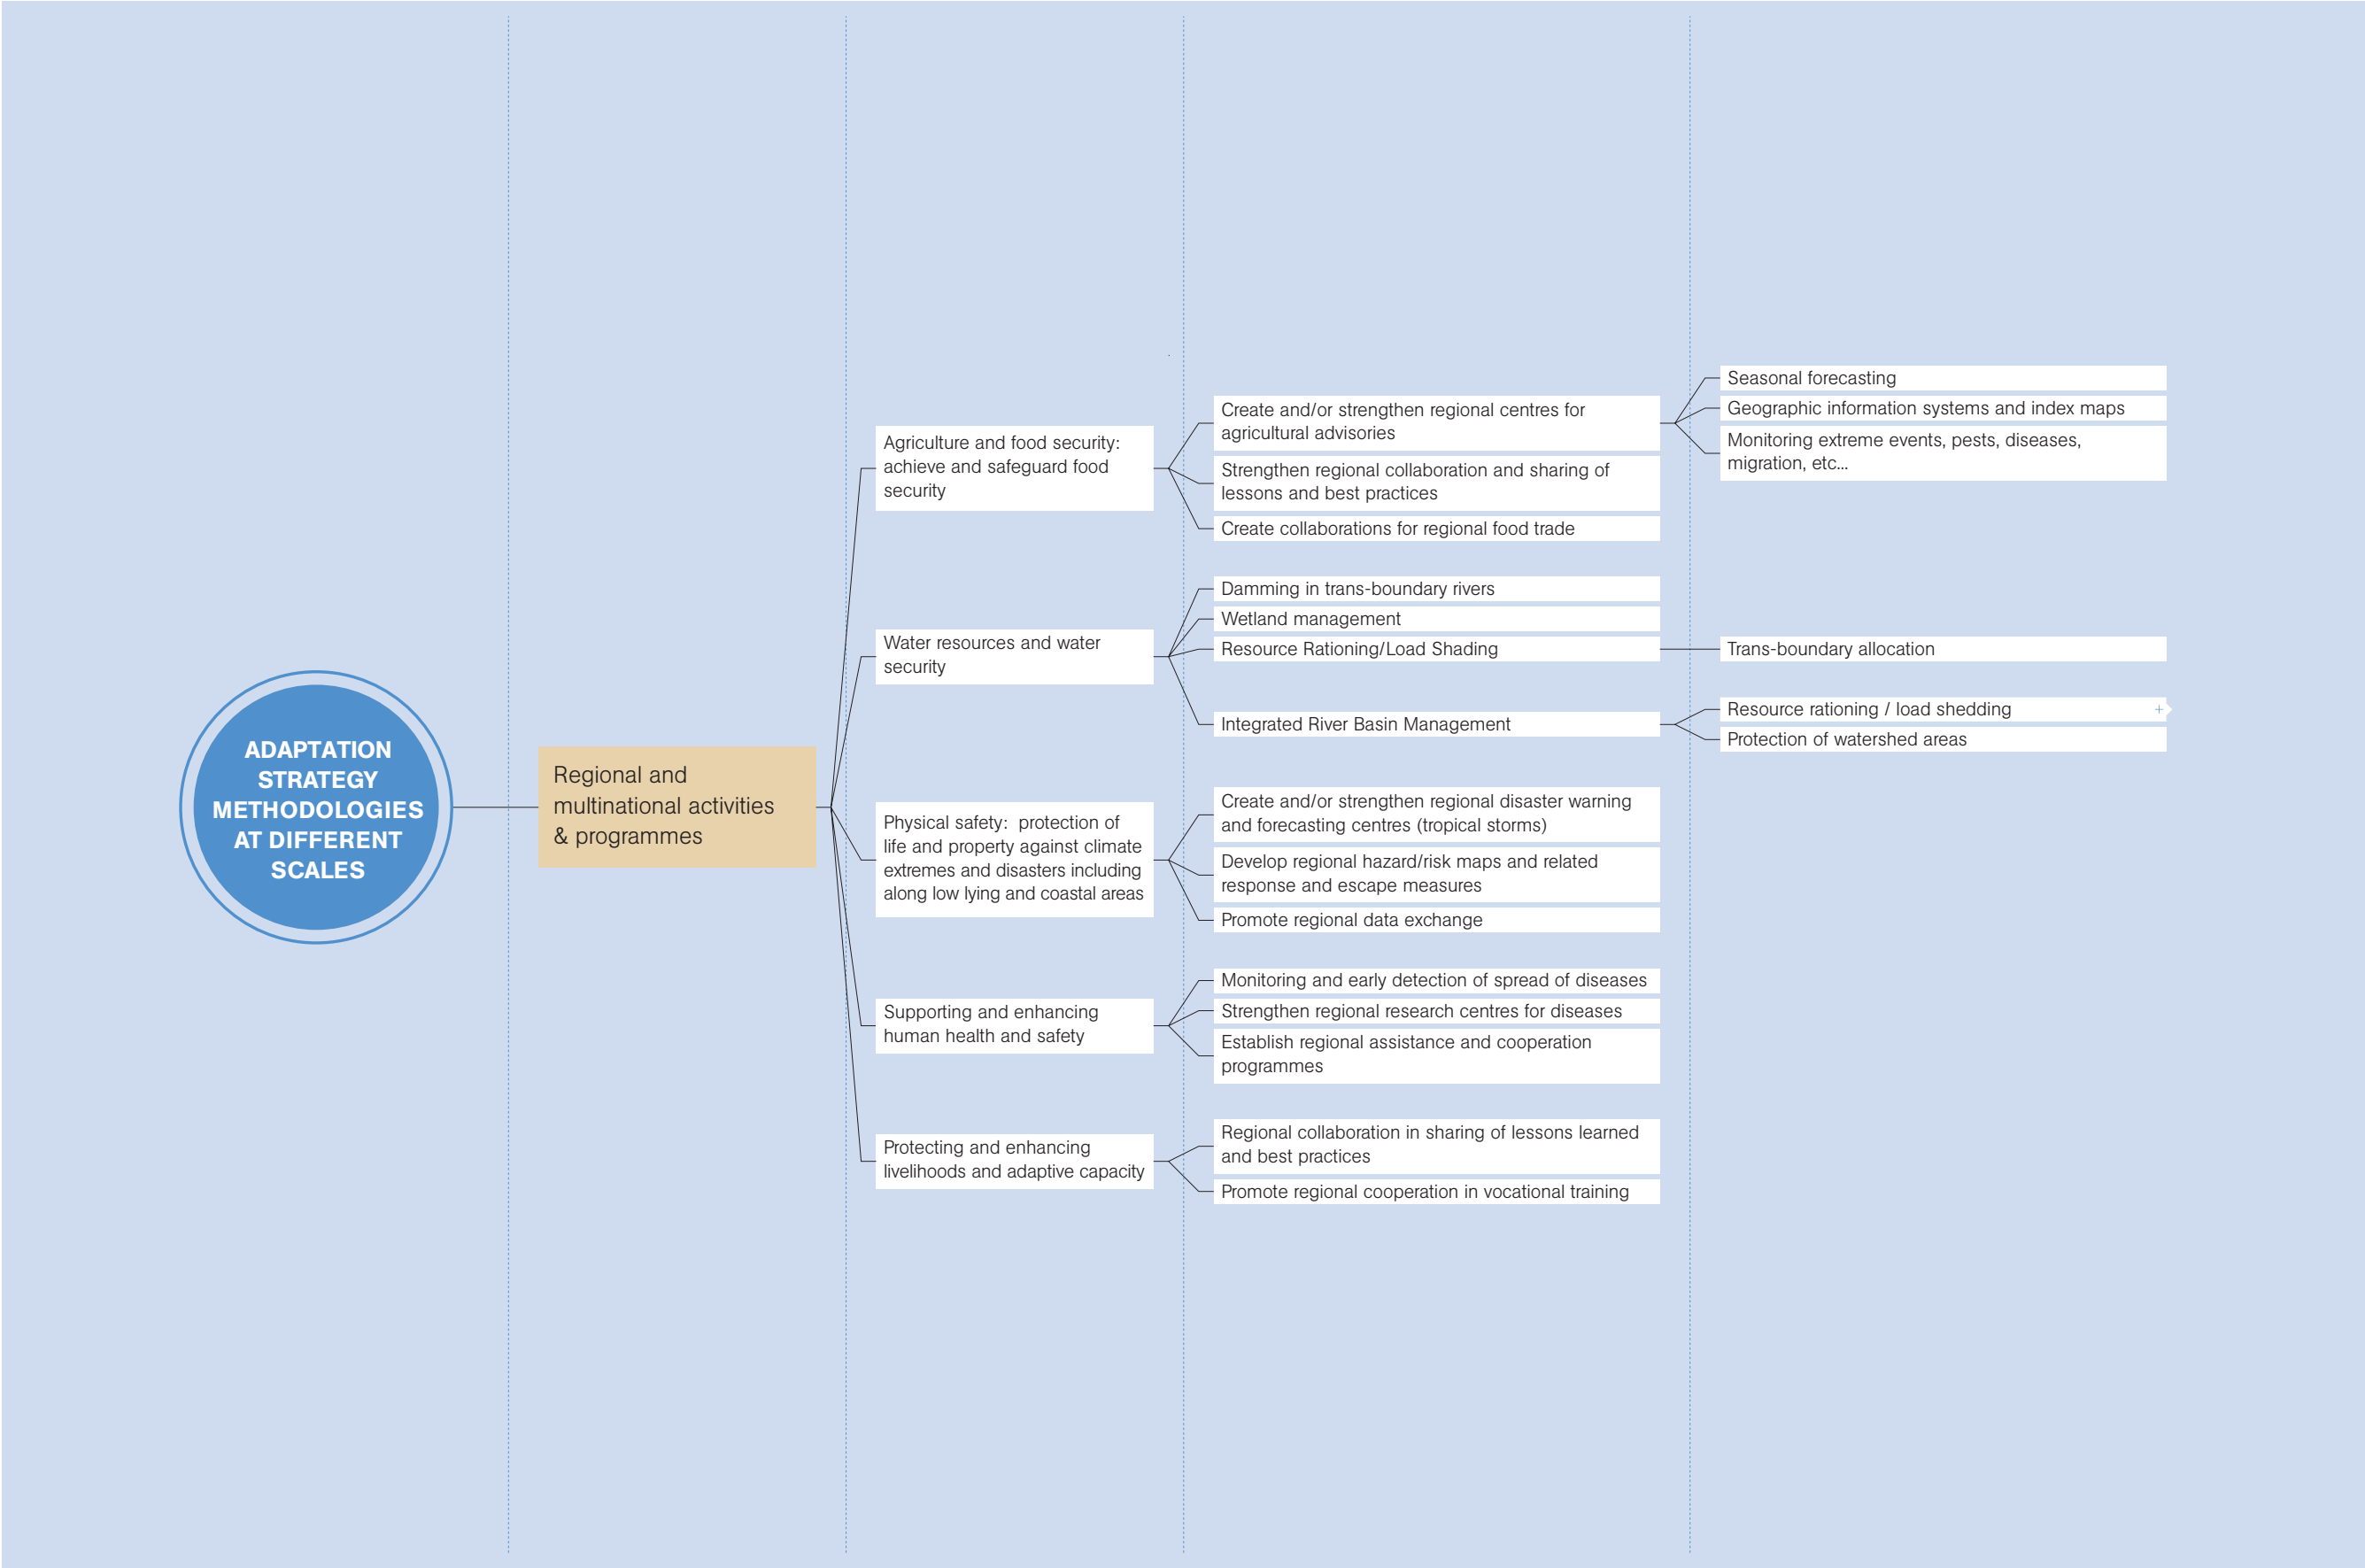 ADAPTATION
STRATEGY
METHODOLOGIES
AT DIFFERENT
SCALES
Regional and
multinational activities
& programmes
Agriculture and food security:
achieve and safeguard food
security
Create and/or strengthen regional centres for
agricultural advisories
Seasonal forecasting
Geographic information systems and index maps
Monitoring extreme events, pests, diseases,
migration, etc...
Strengthen regional collaboration and sharing of
lessons and best practices
Create collaborations for regional food trade
Water resources and water
security
Damming in trans-boundary rivers
Wetland management
Resource Rationing/Load Shading
Trans-boundary allocation
Integrated River Basin Management
Resource rationing / load shedding +
Protection of watershed areas
Physical safety:  protection of
life and property against climate
extremes and disasters including
along low lying and coastal areas
Create and/or strengthen regional disaster warning
and forecasting centres (tropical storms)
Develop regional hazard/risk maps and related
response and escape measures
Promote regional data exchange
Supporting and enhancing
human health and safety
Monitoring and early detection of spread of diseases
Strengthen regional research centres for diseases
Establish regional assistance and cooperation
programmes
Protecting and enhancing
livelihoods and adaptive capacity
Regional collaboration in sharing of lessons learned
and best practices
Promote regional cooperation in vocational training